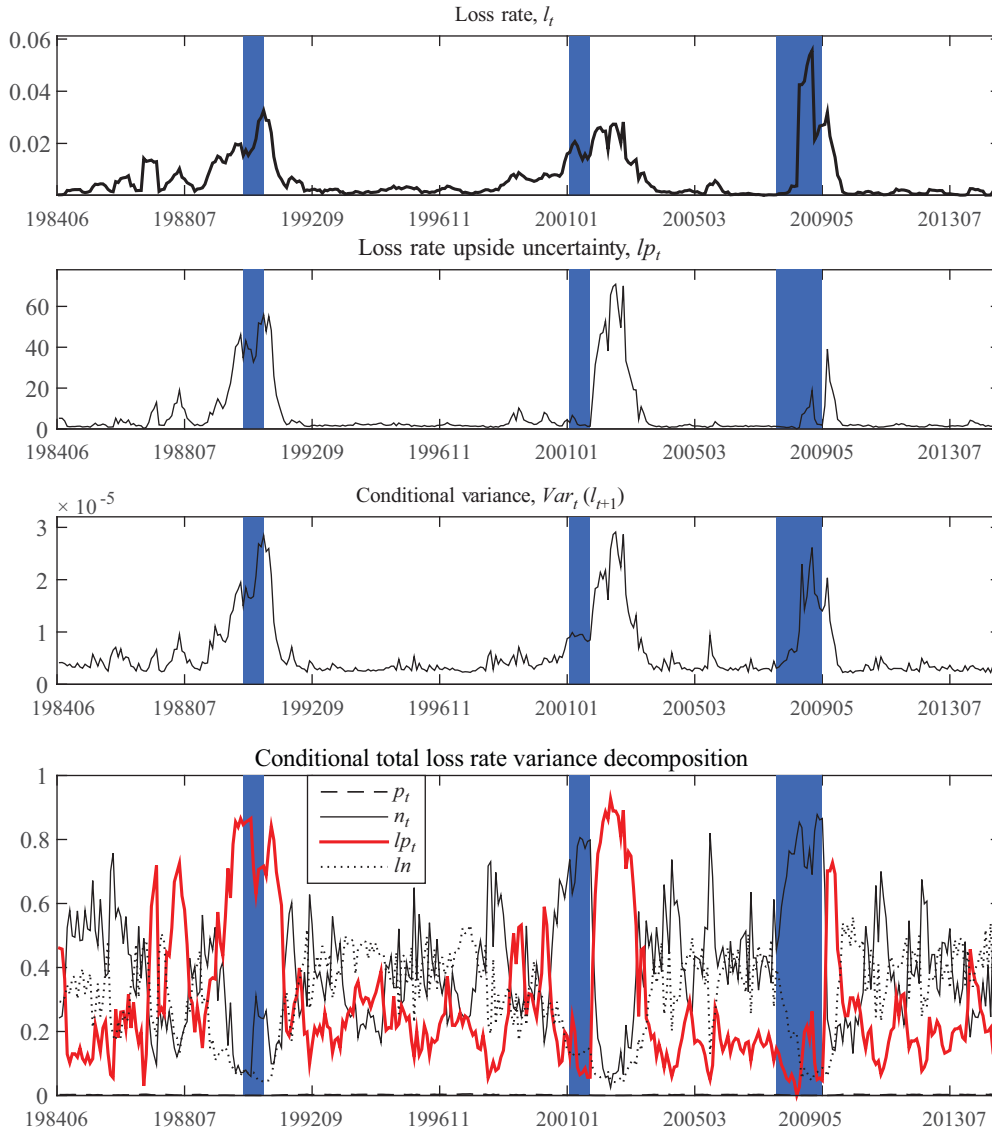 Loss rate, l_t
0.06
0.04
0.02
0
198406 198807 199209 199611 200101 200503 200905 201307
Loss rate upside uncertainty, lp_t
60
40
20
0
198406 198807 199209 199611 200101 200503 200905 201307
Conditional variance, Var_t (l_{t+1})
× 10^{-5}
3
2
1
0
198406 198807 199209 199611 200101 200503 200905 201307
Conditional total loss rate variance decomposition
1
0.8
0.6
0.4
0.2
0
p_t
n_t
lp_t
ln
198406 198807 199209 199611 200101 200503 200905 201307